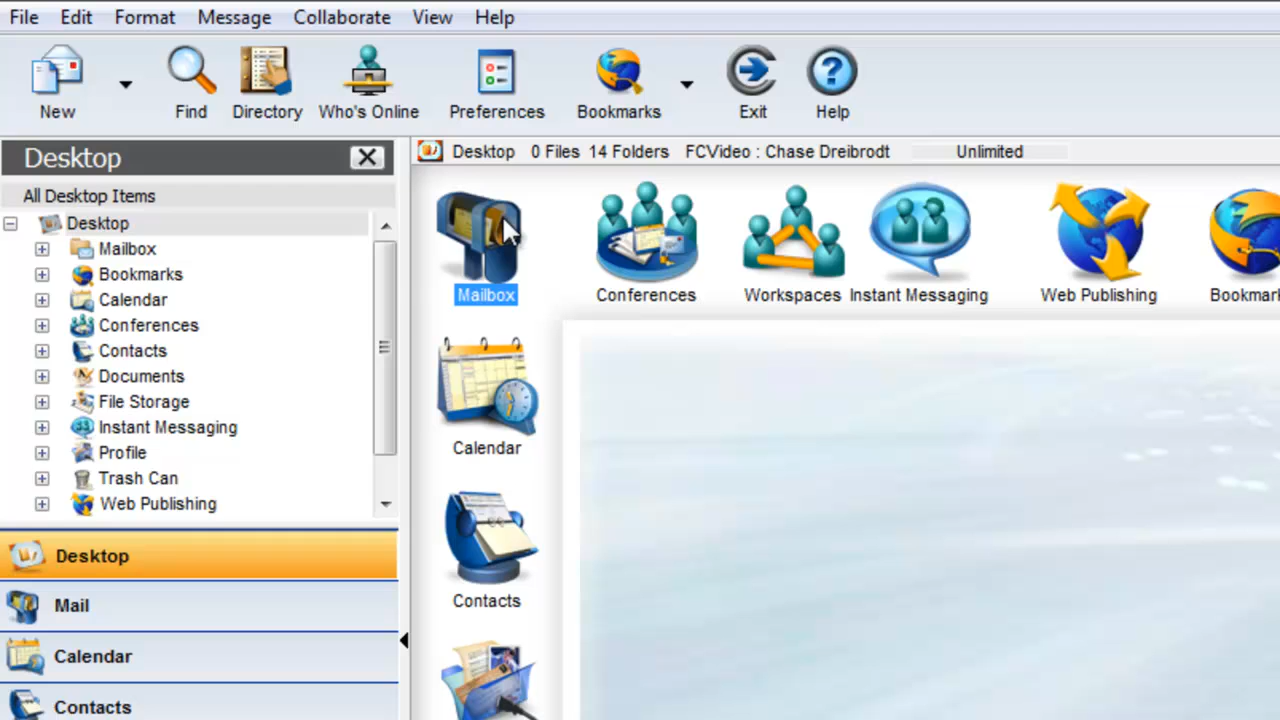 File Edit Format Message Collaborate View Help
New Find Directory Who's Online Preferences Bookmarks Exit Help
Desktop
Desktop 0 Files 14 Folders FCVideo : Chase Dreibrodt Unlimited
All Desktop Items
Desktop
Mailbox
Bookmarks
Calendar
Conferences
Contacts
Documents
File Storage
Instant Messaging
Profile
Trash Can
Web Publishing
Desktop
Mail
Calendar
Contacts
Mailbox Conferences Workspaces Instant Messaging Web Publishing Bookmar
Calendar
Contacts